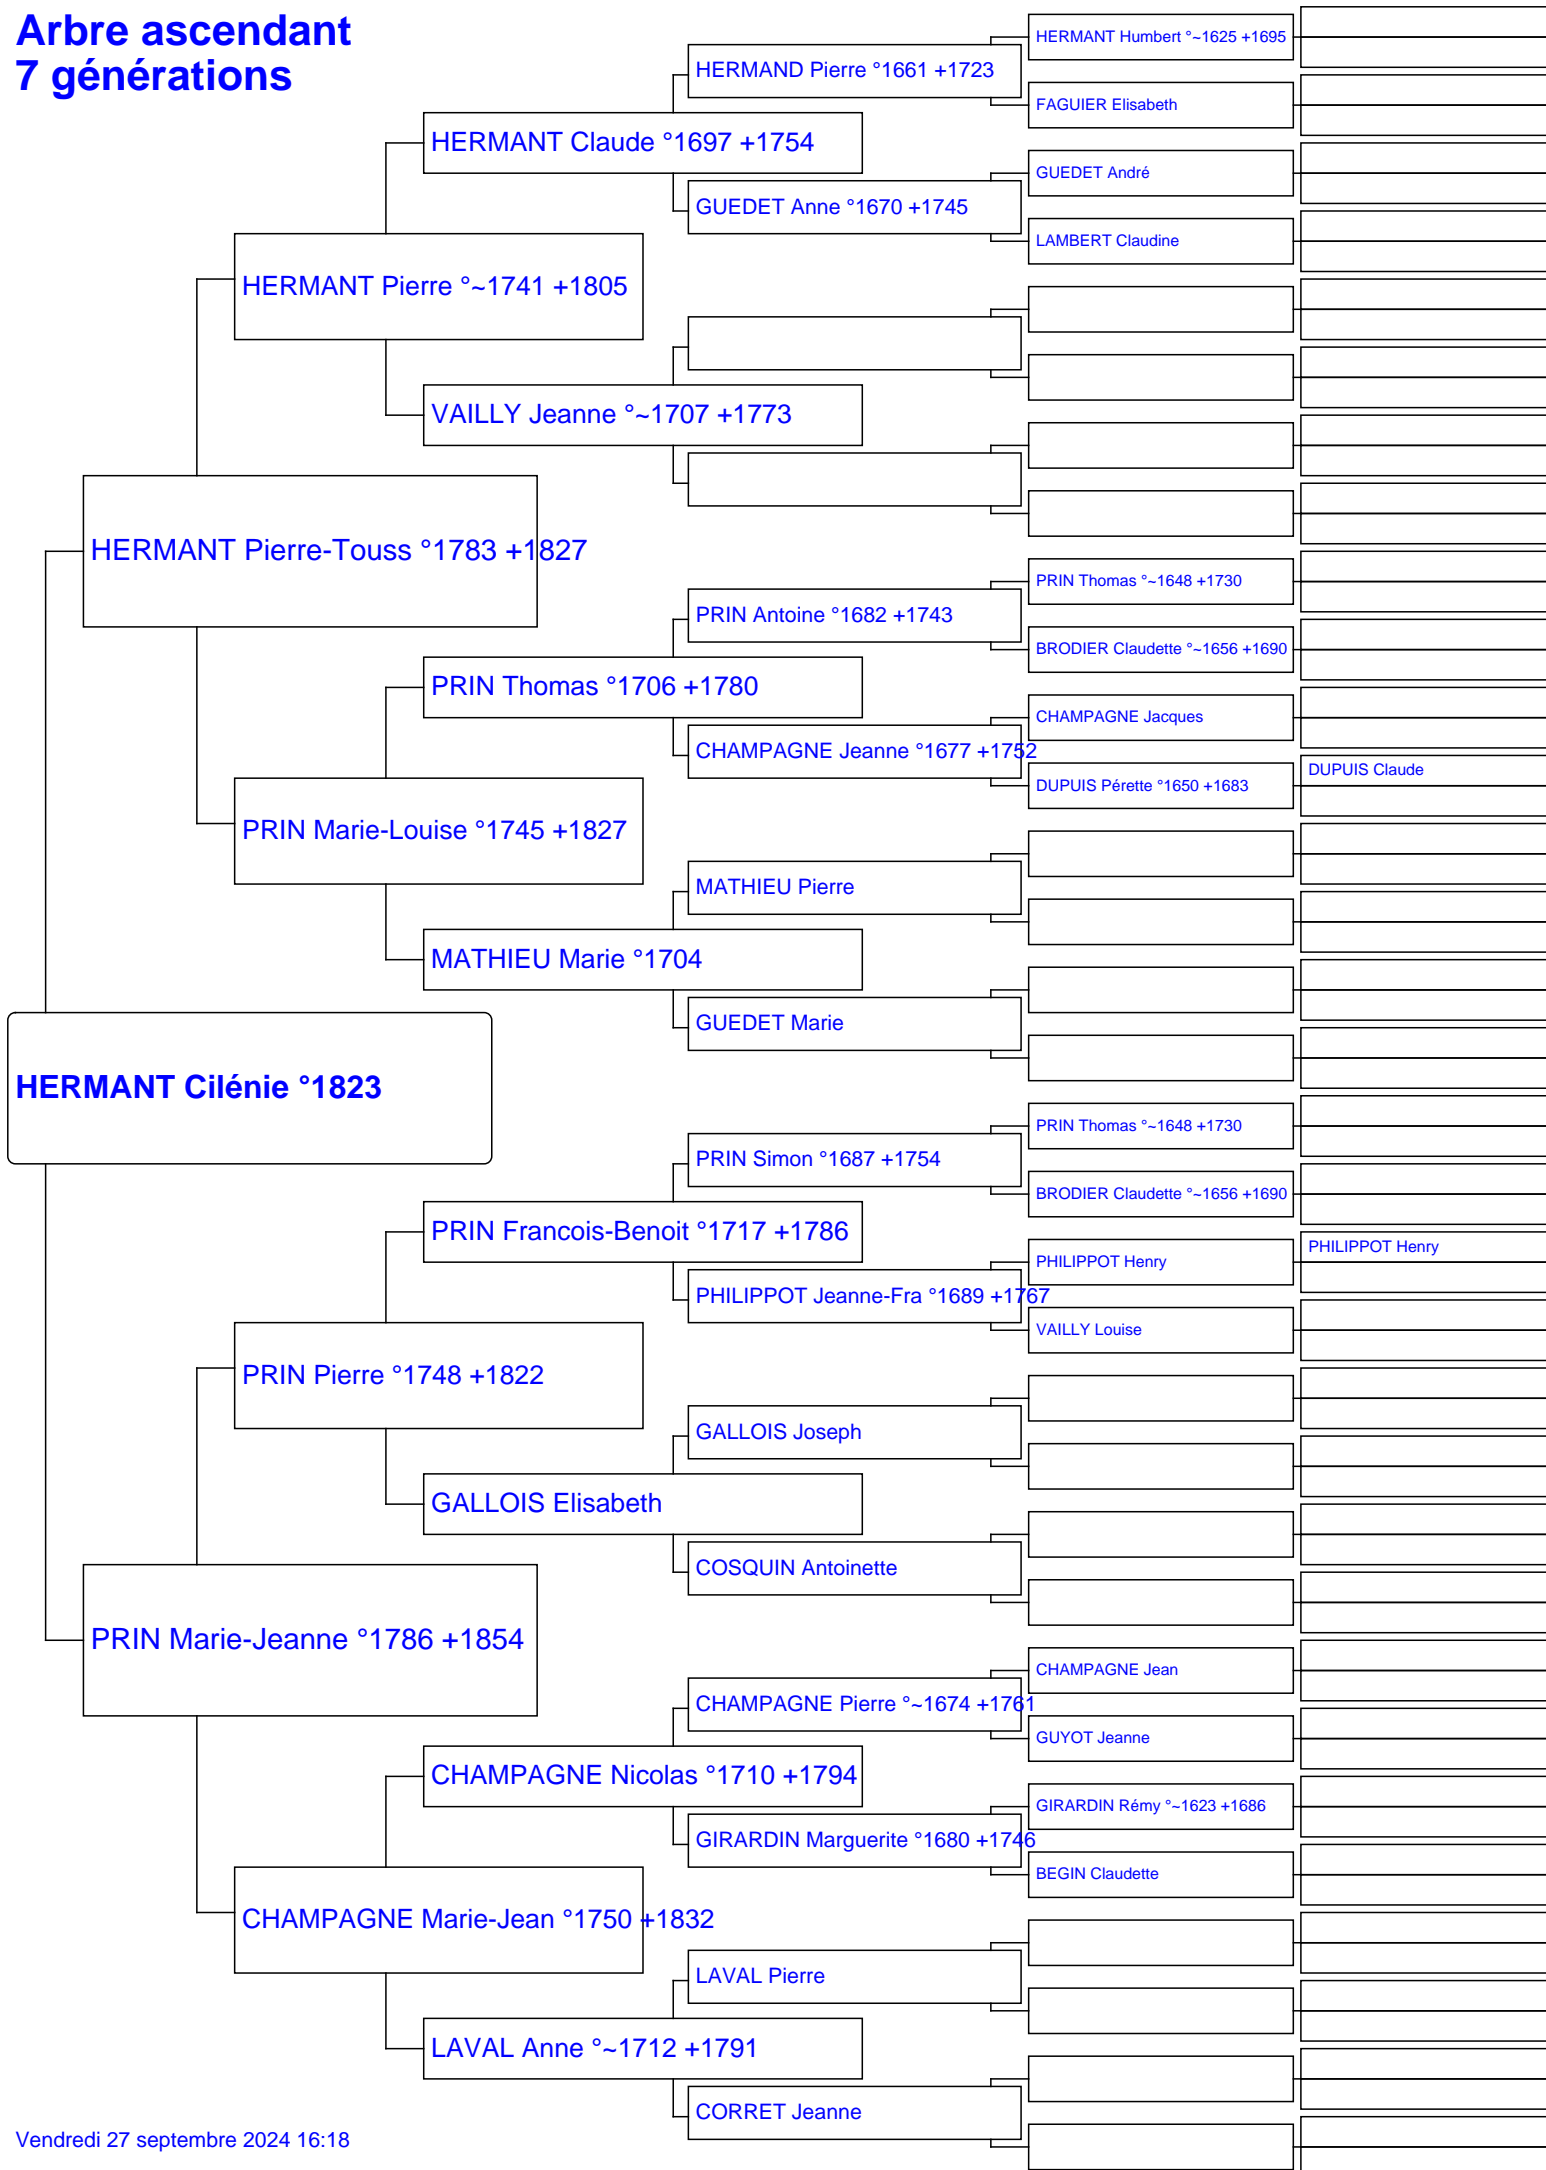 Arbre ascendant
7 générations
HERMANT Humbert °~1625 +1695
HERMAND Pierre °1661 +1723
FAGUIER Elisabeth
HERMANT Claude °1697 +1754
GUEDET André
GUEDET Anne °1670 +1745
LAMBERT Claudine
HERMANT Pierre °~1741 +1805
VAILLY Jeanne °~1707 +1773
HERMANT Pierre-Touss °1783 +1827
PRIN Thomas °~1648 +1730
PRIN Antoine °1682 +1743
BRODIER Claudette °~1656 +1690
PRIN Thomas °1706 +1780
CHAMPAGNE Jacques
CHAMPAGNE Jeanne °1677 +1752
DUPUIS Claude
DUPUIS Pérette °1650 +1683
PRIN Marie-Louise °1745 +1827
MATHIEU Pierre
MATHIEU Marie °1704
GUEDET Marie
HERMANT Cilénie °1823
PRIN Thomas °~1648 +1730
PRIN Simon °1687 +1754
BRODIER Claudette °~1656 +1690
PRIN Francois-Benoit °1717 +1786
PHILIPPOT Henry
PHILIPPOT Henry
PHILIPPOT Jeanne-Fra °1689 +1767
VAILLY Louise
PRIN Pierre °1748 +1822
GALLOIS Joseph
GALLOIS Elisabeth
COSQUIN Antoinette
PRIN Marie-Jeanne °1786 +1854
CHAMPAGNE Jean
CHAMPAGNE Pierre °~1674 +1761
GUYOT Jeanne
CHAMPAGNE Nicolas °1710 +1794
GIRARDIN Rémy °~1623 +1686
GIRARDIN Marguerite °1680 +1746
BEGIN Claudette
CHAMPAGNE Marie-Jean °1750 +1832
LAVAL Pierre
LAVAL Anne °~1712 +1791
CORRET Jeanne
Vendredi 27 septembre 2024 16:18